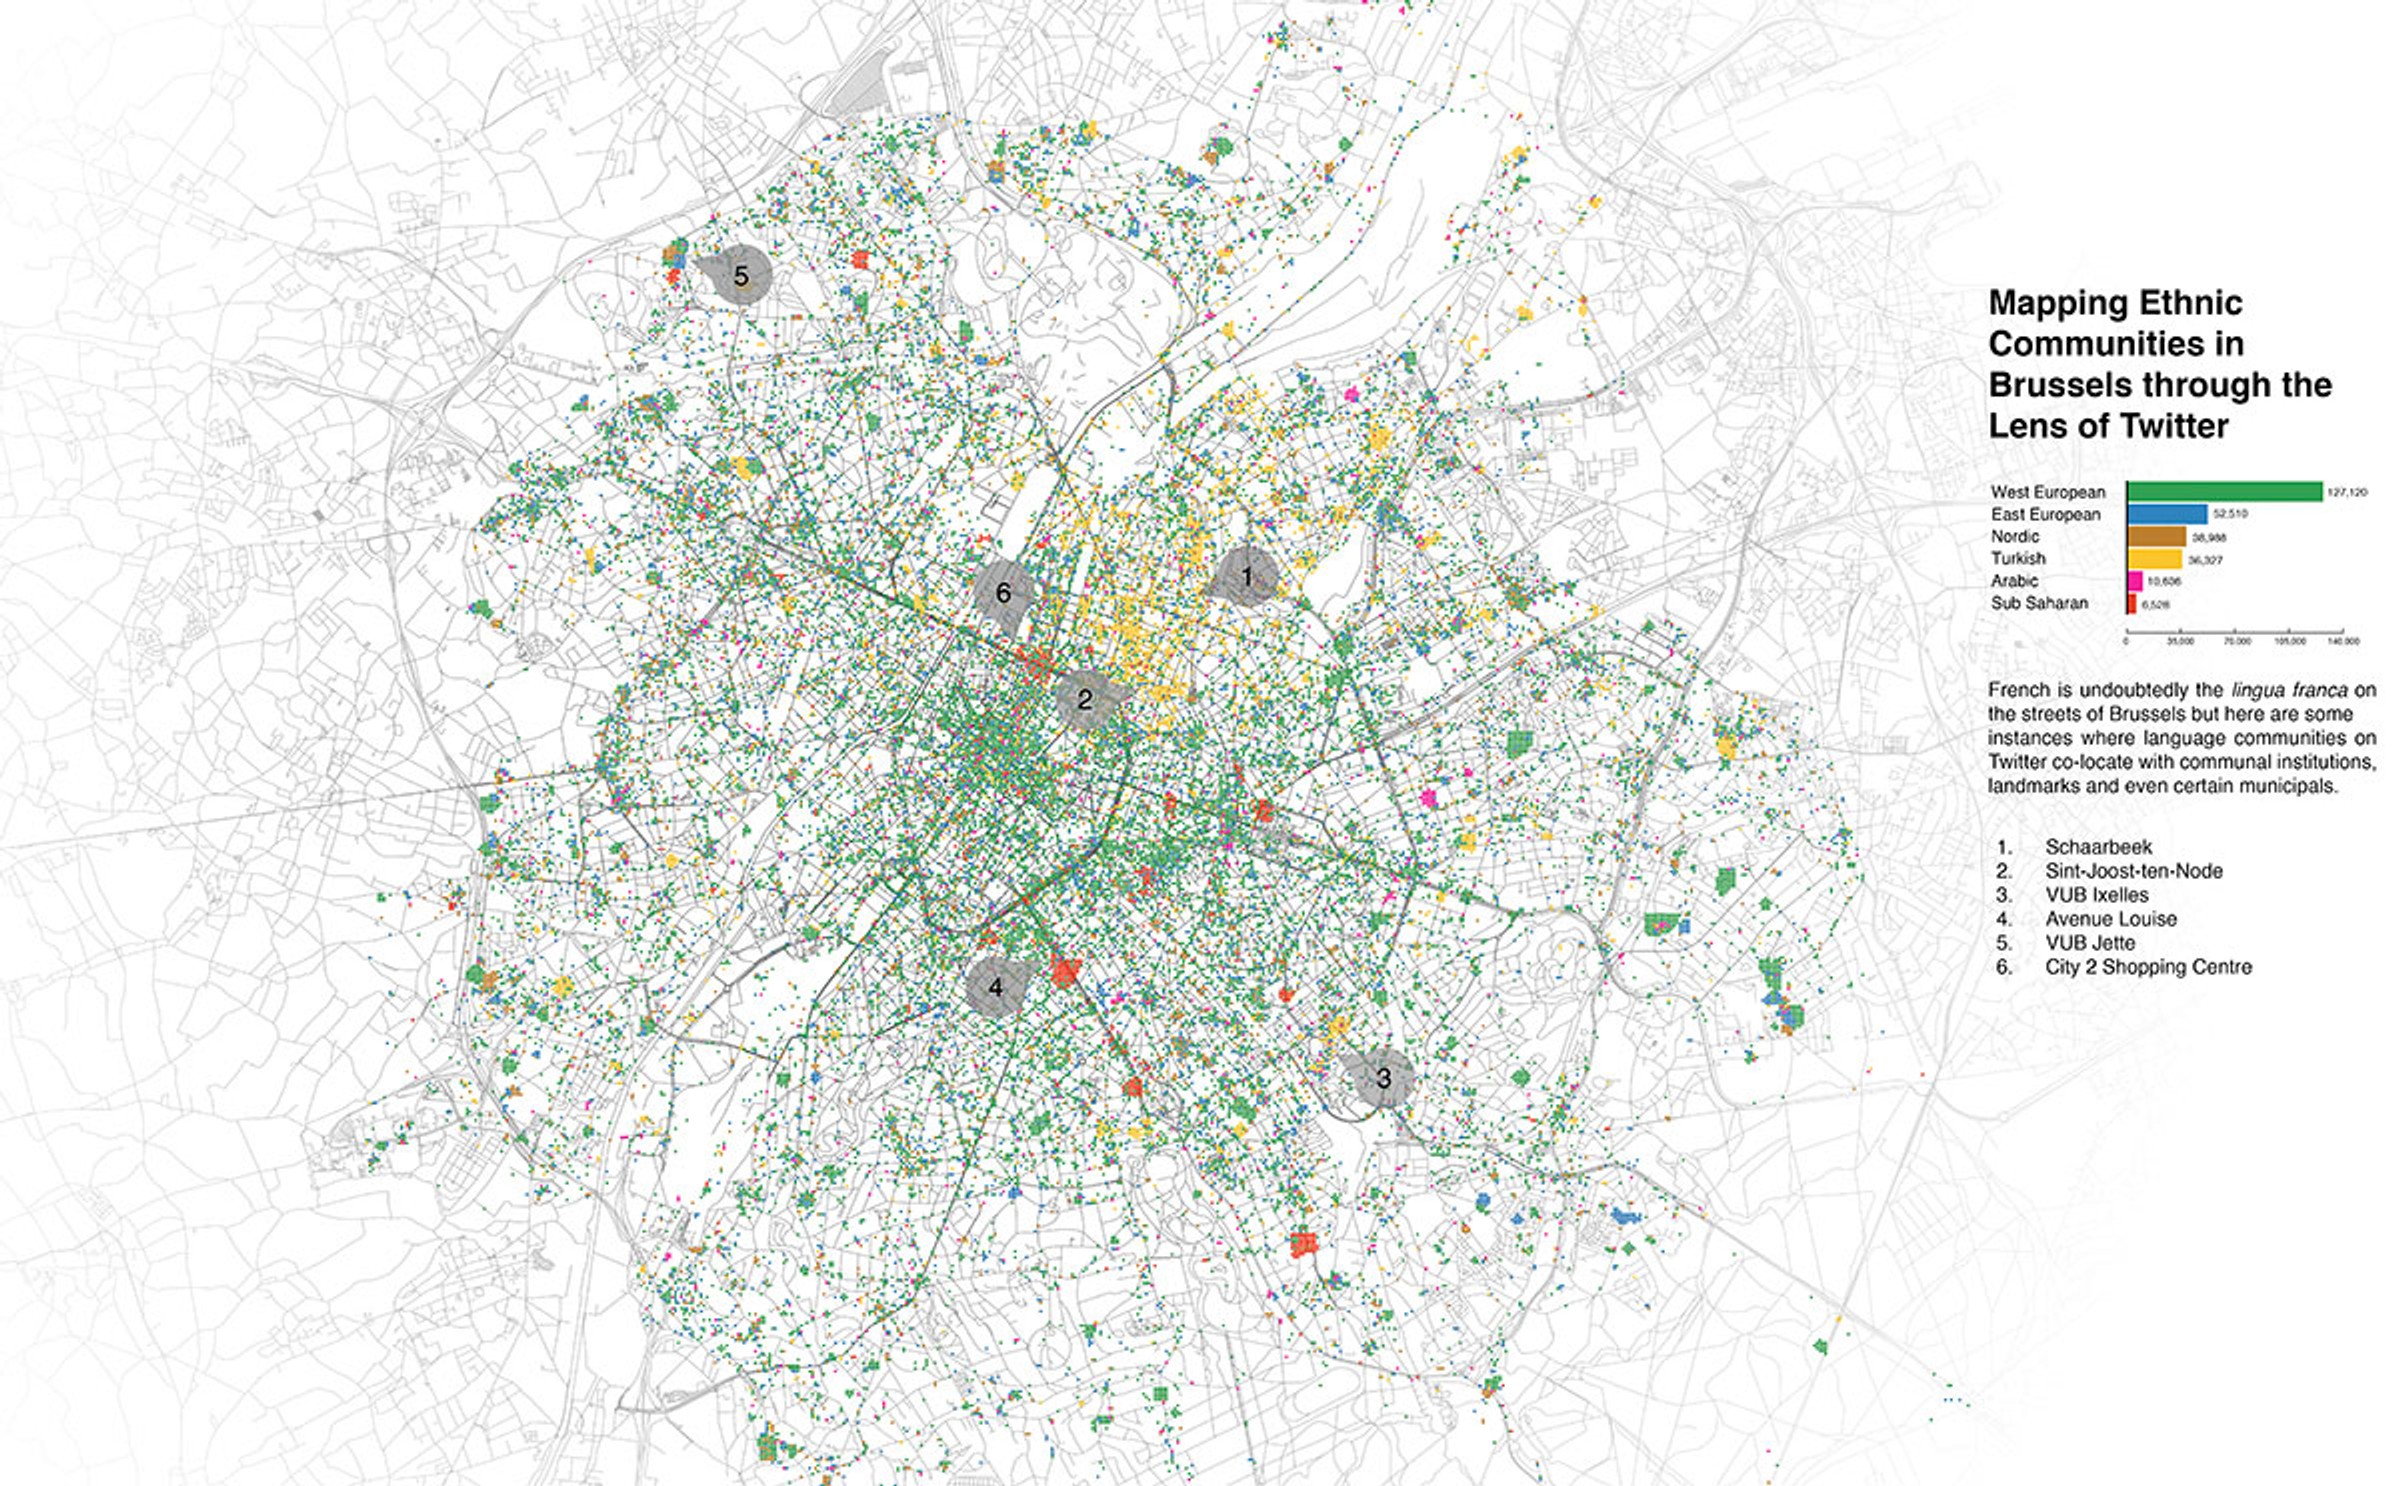 Mapping Ethnic
Communities in
Brussels through the
Lens of Twitter
West European 127,120
East European 52,510
Nordic 38,988
Turkish 36,327
Arabic 10,606
Sub Saharan 6,526
0 35,000 70,000 105,000 140,000
French is undoubtedly the lingua franca on
the streets of Brussels but here are some
instances where language communities on
Twitter co-locate with communal institutions,
landmarks and even certain municipals.
1. Schaarbeek
2. Sint-Joost-ten-Node
3. VUB Ixelles
4. Avenue Louise
5. VUB Jette
6. City 2 Shopping Centre
5
1
6
2
4
3